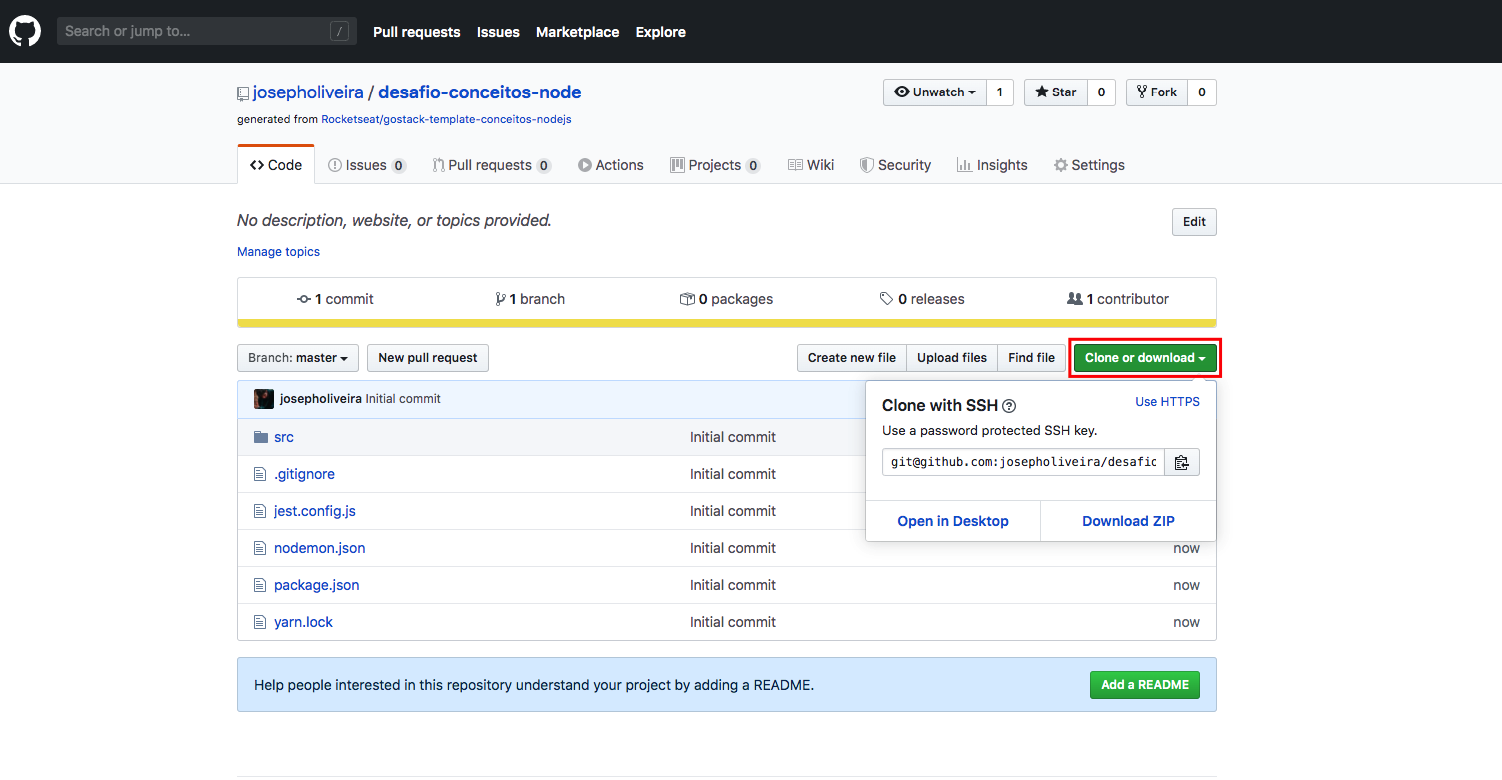 Search or jump to... /
Pull requests Issues Marketplace Explore
josepholiveira / desafio-conceitos-node
Unwatch 1 Star 0 Fork 0
generated from Rocketseat/gostack-template-conceitos-nodejs
Code Issues 0 Pull requests 0 Actions Projects 0 Wiki Security Insights Settings
No description, website, or topics provided.
Edit
Manage topics
1 commit 1 branch 0 packages 0 releases 1 contributor
Branch: master New pull request Create new file Upload files Find file Clone or download
josepholiveira Initial commit
Clone with SSH ? Use HTTPS
Use a password protected SSH key.
git@github.com:josepholiveira/desafio
Open in Desktop Download ZIP
src Initial commit
.gitignore Initial commit
jest.config.js Initial commit
nodemon.json Initial commit now
package.json Initial commit now
yarn.lock Initial commit now
Help people interested in this repository understand your project by adding a README.
Add a README